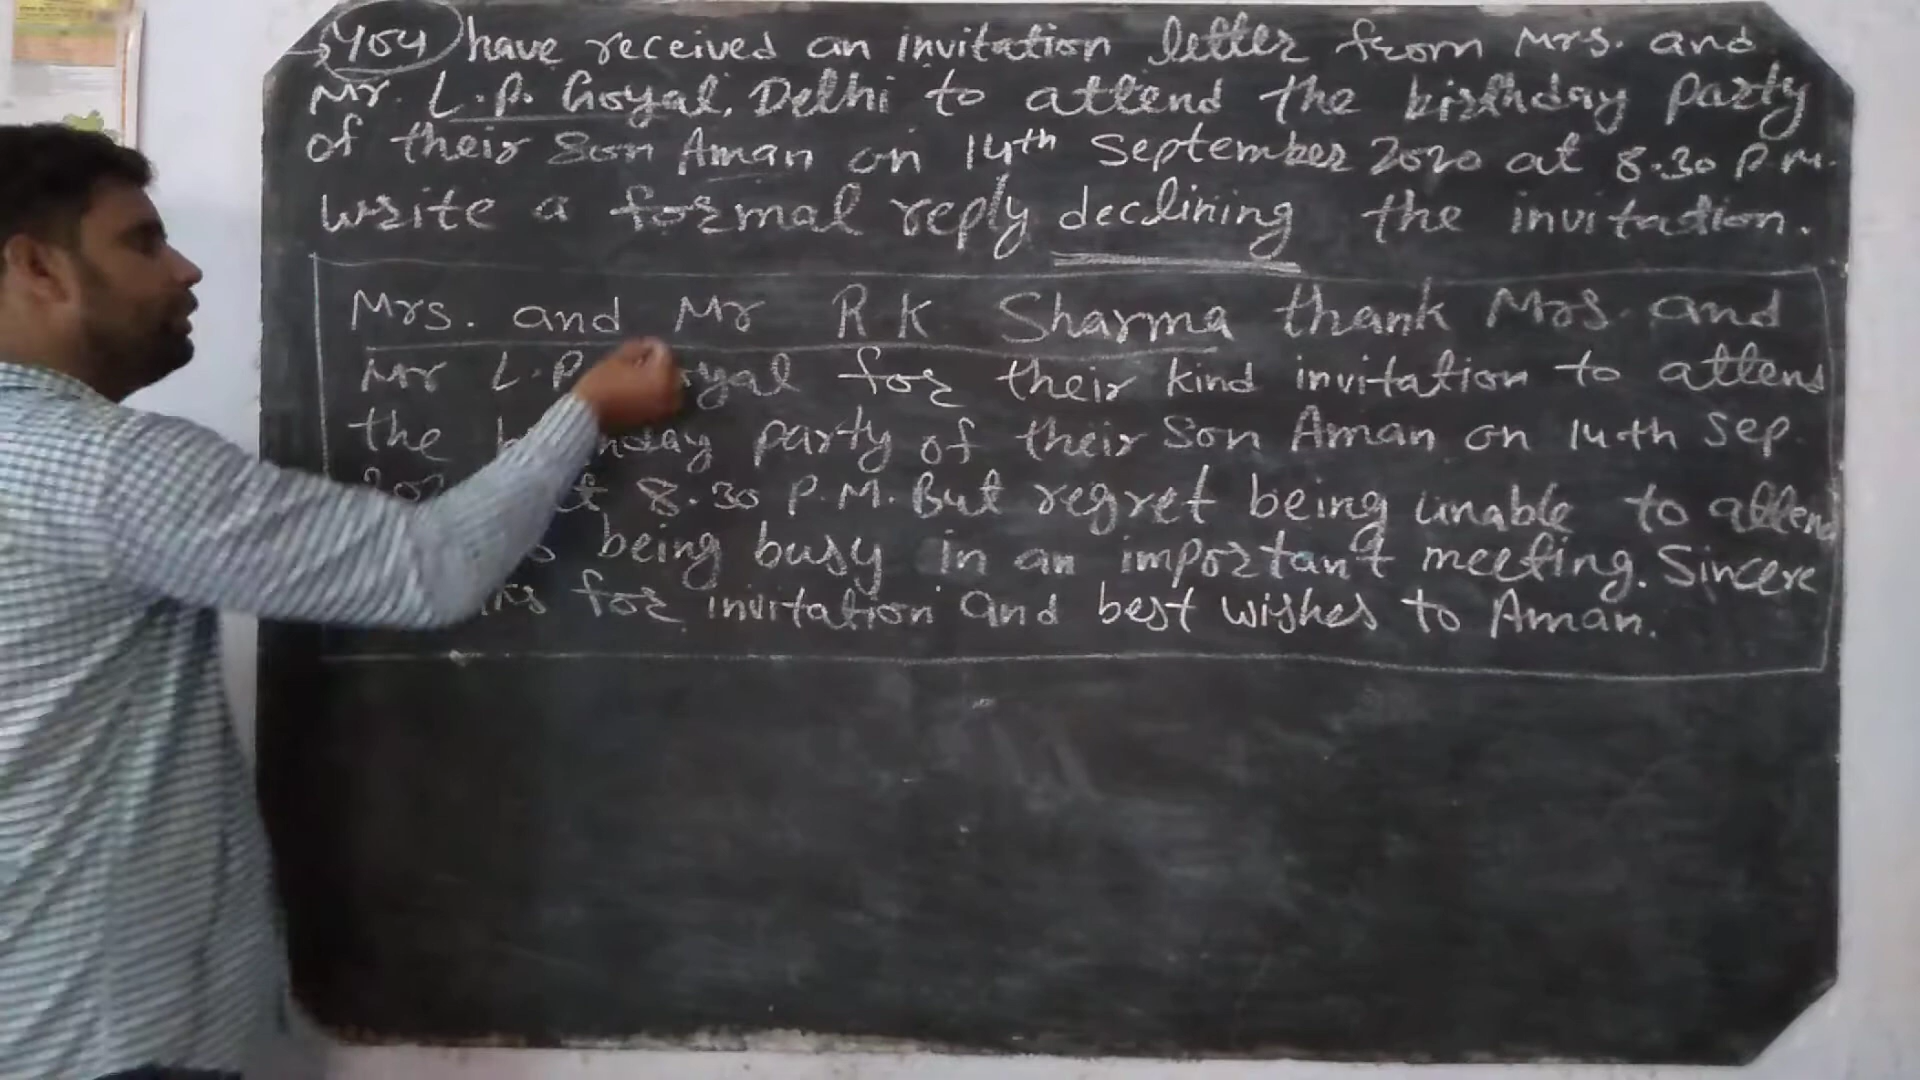 You have received an invitation letter from Mrs. and
Mr. L.P. Goyal, Delhi to attend the birthday party
of their Son Aman on 14th September 2020 at 8.30 P.M.
write a formal reply declining the invitation.
Mrs. and Mr R K Sharma thank Mrs. and
Mr L.P. Goyal for their kind invitation to attend
the birthday party of their Son Aman on 14th Sep.
8.30 P.M. But regret being unable to attend
being busy in an important meeting. Sincere
for invitation and best wishes to Aman.